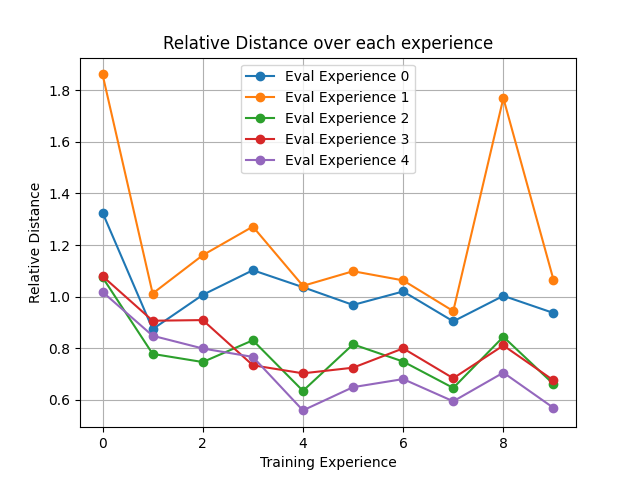 Relative Distance over each experience
Eval Experience 0
Eval Experience 1
Eval Experience 2
Eval Experience 3
Eval Experience 4
Relative Distance
1.8
1.6
1.4
1.2
1.0
0.8
0.6
0 2 4 6 8
Training Experience